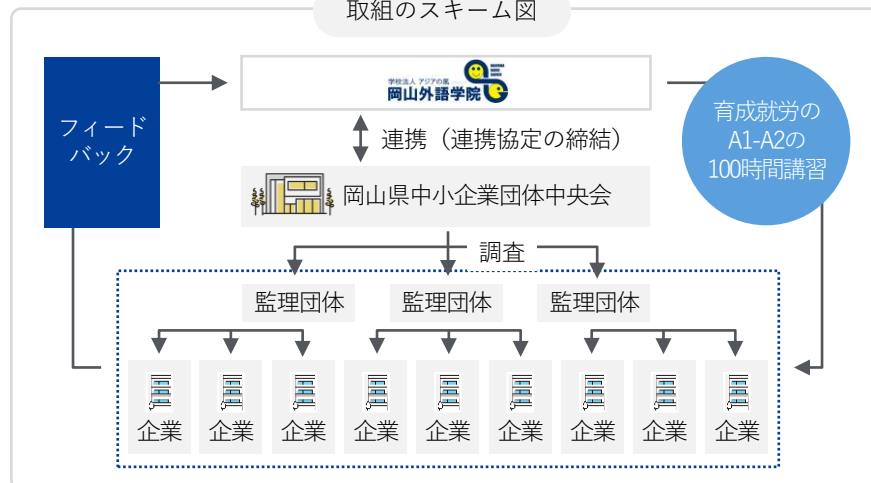 取組のスキーム図
フィード
バック
学校法人 アジアの風
岡山外語学院
育成就労の
A1-A2の
100時間講習
連携（連携協定の締結）
岡山県中小企業団体中央会
調査
監理団体
監理団体
監理団体
企業
企業
企業
企業
企業
企業
企業
企業
企業